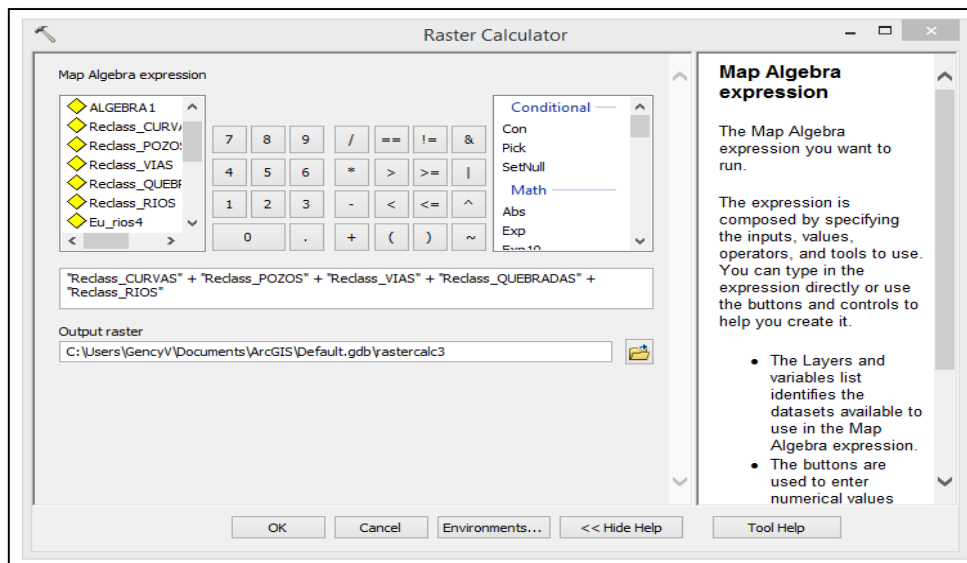 Raster Calculator
Map Algebra expression
ALGEBRA1
Reclass_CURVA
Reclass_POZOS
Reclass_VIAS
Reclass_QUEBR
Reclass_RIOS
Eu_rios4
7 8 9 / == != &
4 5 6 * > >= |
1 2 3 - < <= ^
0 . + ( ) ~
Conditional
Con
Pick
SetNull
Math
Abs
Exp
Exp10
"Reclass_CURVAS" + "Reclass_POZOS" + "Reclass_VIAS" + "Reclass_QUEBRADAS" +
"Reclass_RIOS"
Output raster
C:\Users\GencyV\Documents\ArcGIS\Default.gdb\rastercalc3
OK Cancel Environments... << Hide Help Tool Help
Map Algebra
expression
The Map Algebra
expression you want to
run.
The expression is
composed by specifying
the inputs, values,
operators, and tools to use.
You can type in the
expression directly or use
the buttons and controls to
help you create it.
• The Layers and
variables list
identifies the
datasets available to
use in the Map
Algebra expression.
• The buttons are
used to enter
numerical values